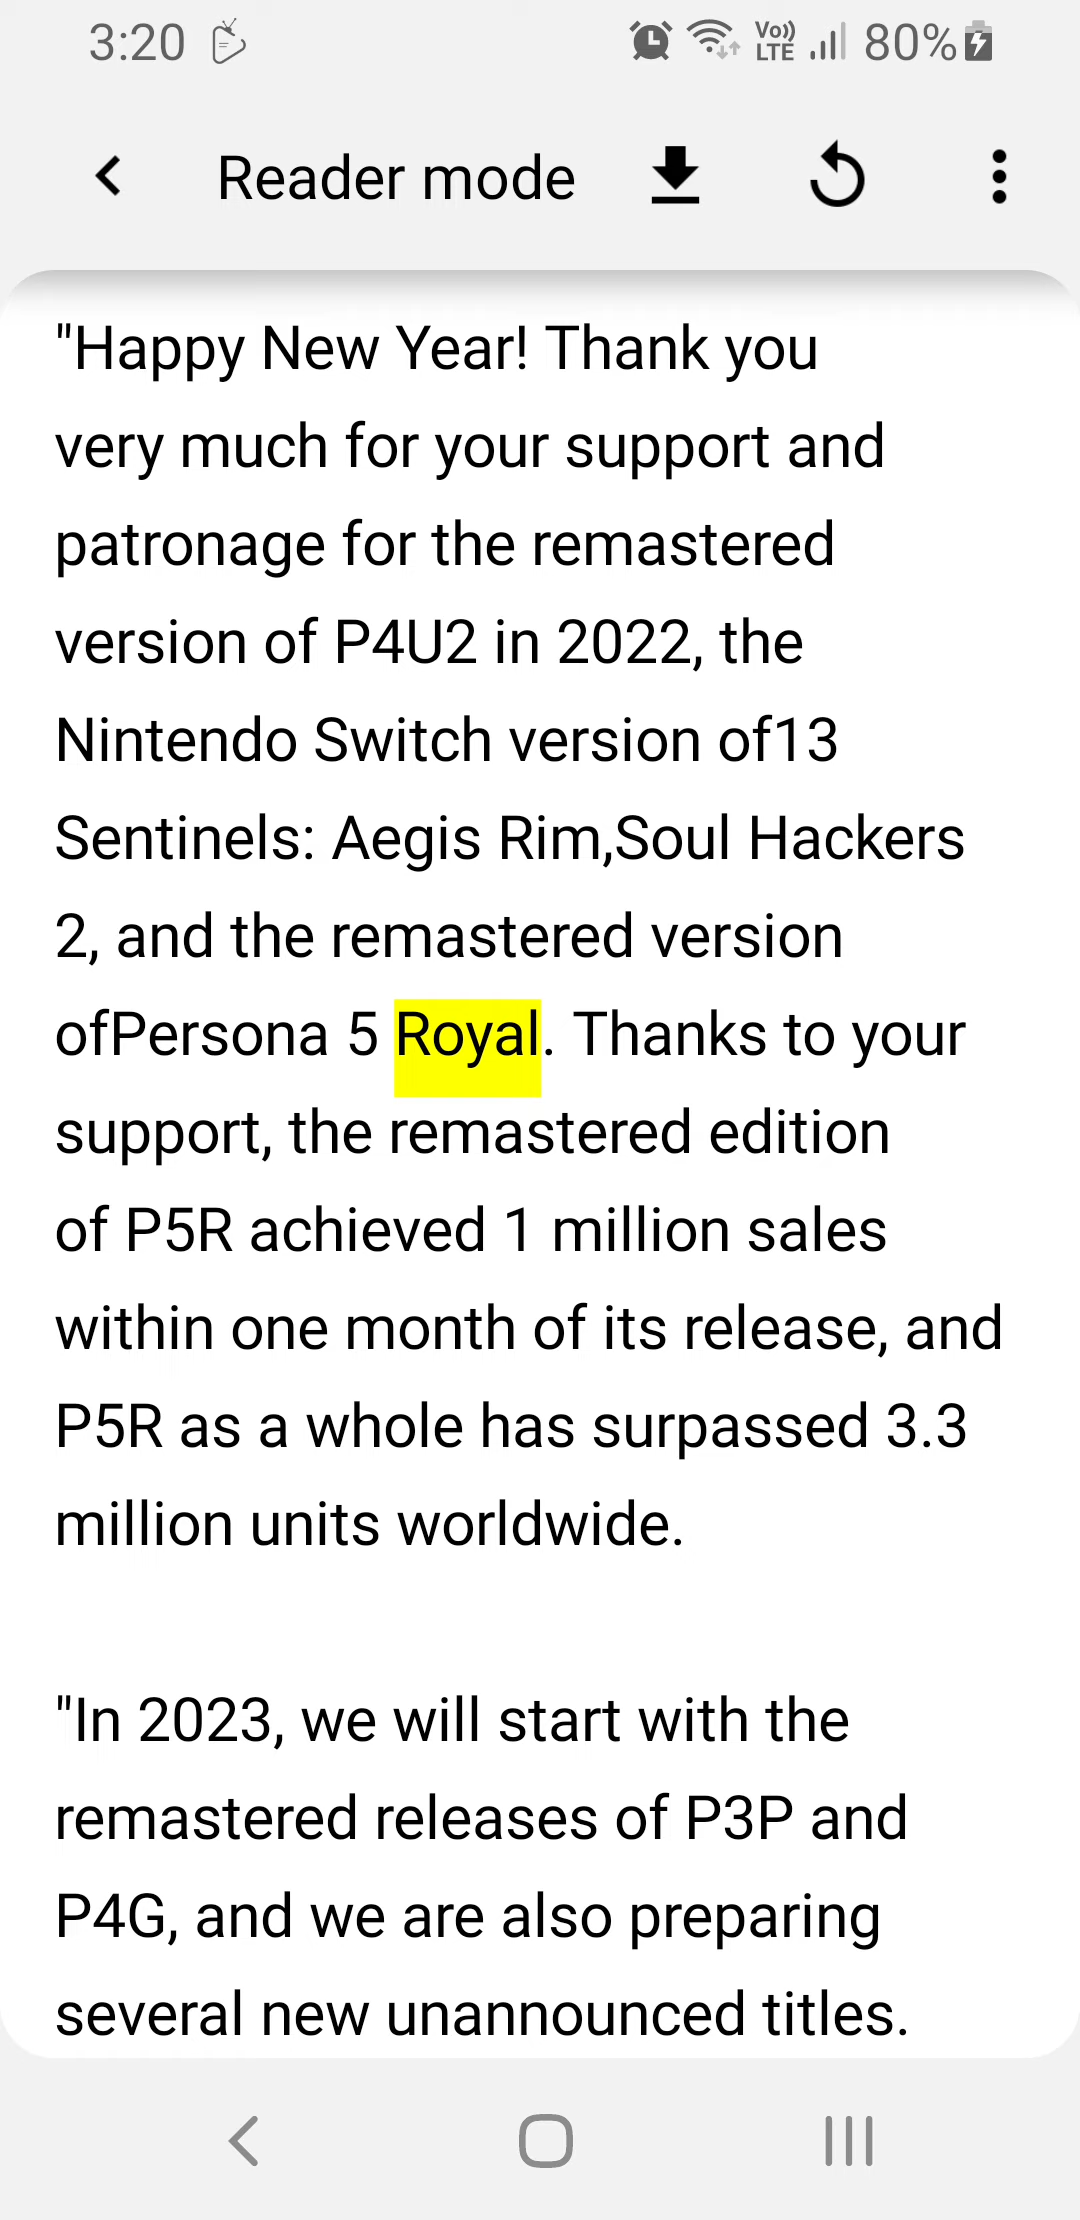 3:20 Vo)) LTE 80%
Reader mode
"Happy New Year! Thank you
very much for your support and
patronage for the remastered
version of P4U2 in 2022, the
Nintendo Switch version of13
Sentinels: Aegis Rim,Soul Hackers
2, and the remastered version
ofPersona 5 Royal. Thanks to your
support, the remastered edition
of P5R achieved 1 million sales
within one month of its release, and
P5R as a whole has surpassed 3.3
million units worldwide.
"In 2023, we will start with the
remastered releases of P3P and
P4G, and we are also preparing
several new unannounced titles.